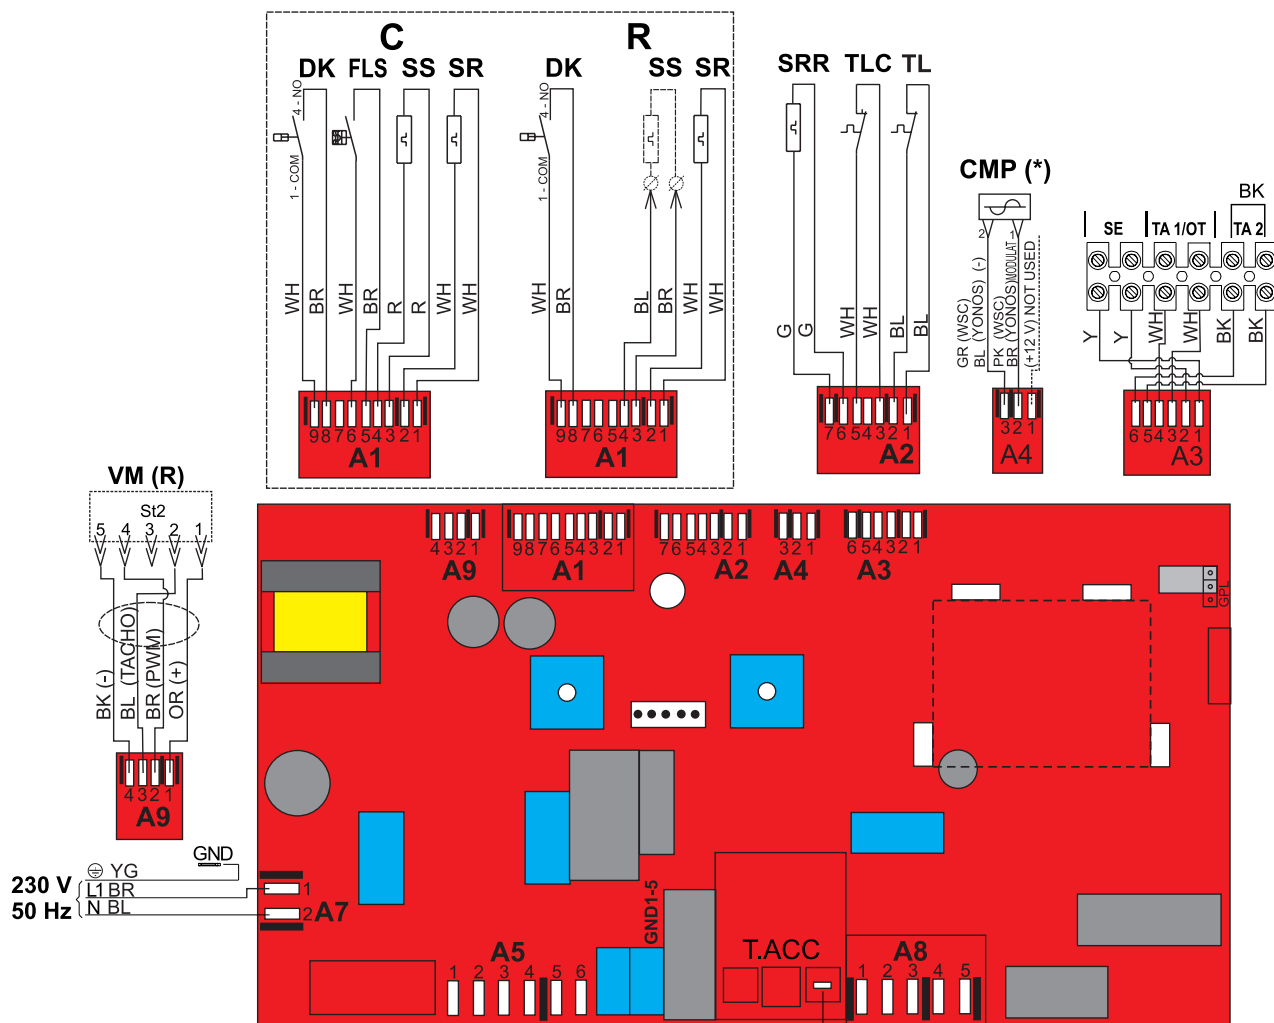 C
R
DK FLS SS SR
DK SS SR
SRR TLC TL
4 - NO
1 - COM
4 - NO
1 - COM
WH
BR
WH
BR
R
R
WH
WH
WH
BR
BL
BR
WH
WH
G
G
WH
WH
BL
BL
CMP (*)
2
1
GR (WSC)
BL (YONOS) (-)
PK (WSC)
BR (YONOS) MODULAT
(+12 V) NOT USED
BK
SE TA 1/OT TA 2
Y
Y
WH
WH
BK
BK
9 8 7 6 5 4 3 2 1
A1
9 8 7 6 5 4 3 2 1
A1
7 6 5 4 3 2 1
A2
3 2 1
A4
6 5 4 3 2 1
A3
VM (R)
St2
5 4 3 2 1
BK (-)
BL (TACHO)
BR (PWM)
OR (+)
4 3 2 1
A9
4 3 2 1
A9
9 8 7 6 5 4 3 2 1
A1
7 6 5 4 3 2 1
A2
3 2 1
A4
6 5 4 3 2 1
A3
GPL
GND
YG
230 V
L1 BR
50 Hz
N BL
1
2
A7
A5
1 2 3 4 5 6
GND1-5
T.ACC
A8
1 2 3 4 5